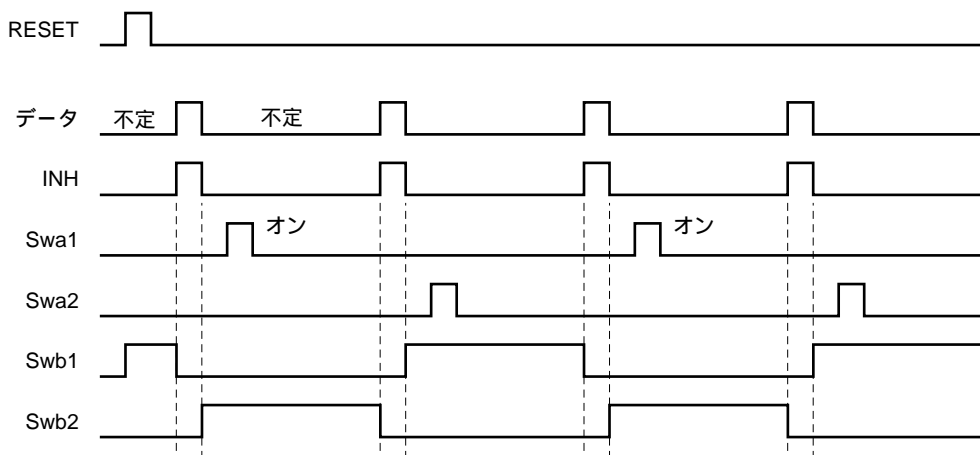 RESET
データ 不定 不定
INH
Swa1 オン オン
Swa2
Swb1
Swb2